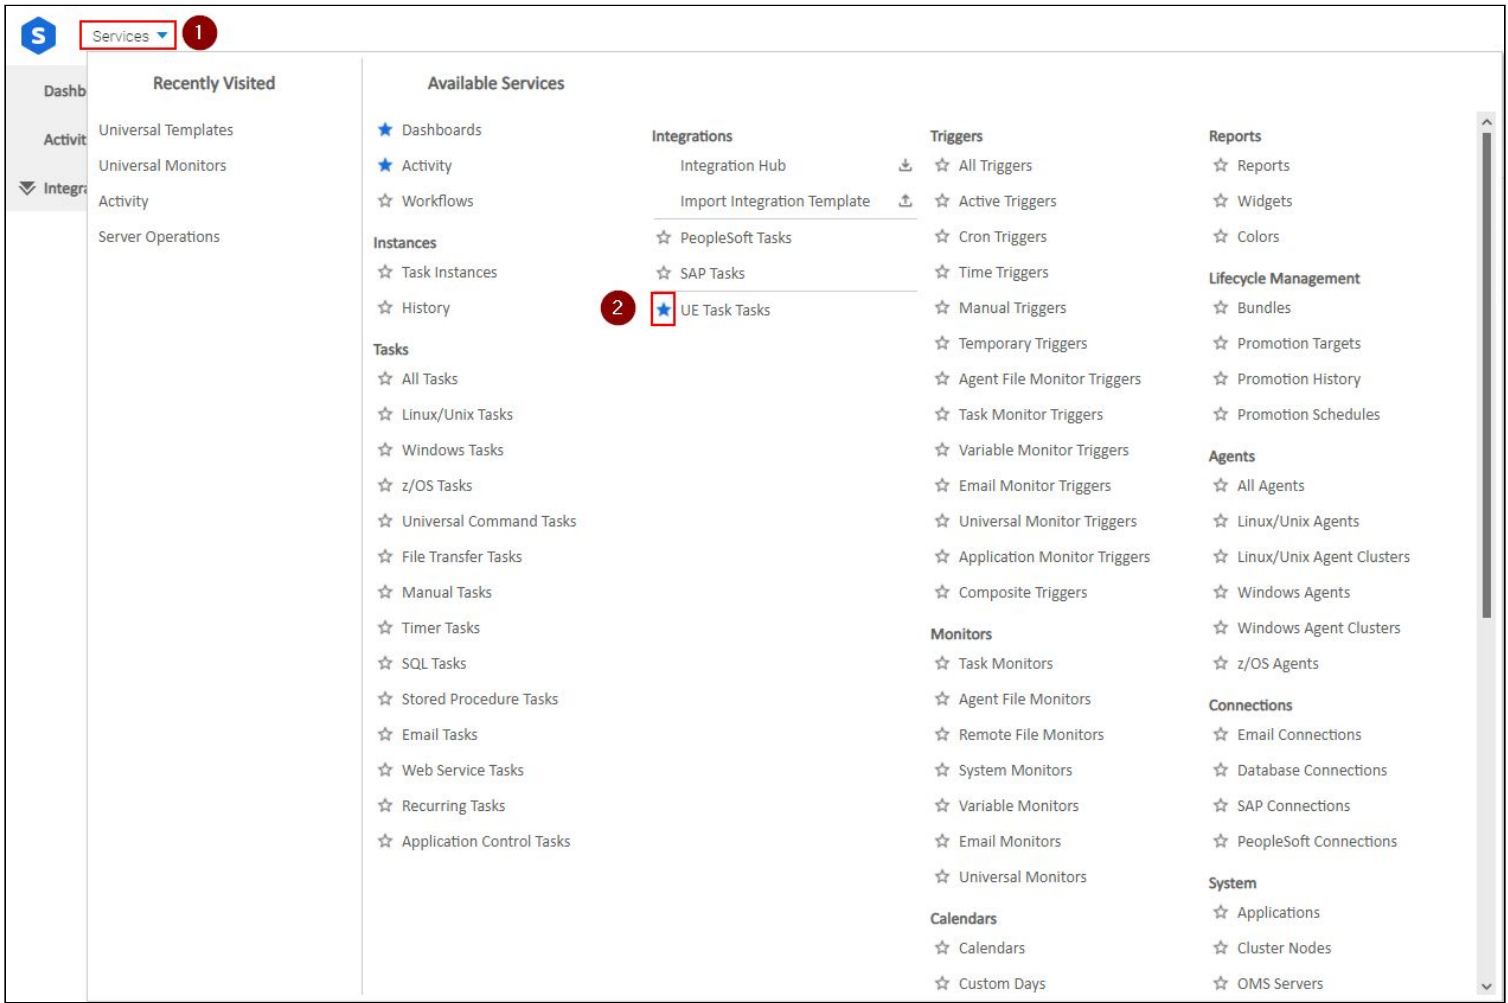 S
Services
1
Dashb
Activit
Integra
Recently Visited
Universal Templates
Universal Monitors
Activity
Server Operations
Available Services
Dashboards
Activity
Workflows
Instances
Task Instances
History
Tasks
All Tasks
Linux/Unix Tasks
Windows Tasks
z/OS Tasks
Universal Command Tasks
File Transfer Tasks
Manual Tasks
Timer Tasks
SQL Tasks
Stored Procedure Tasks
Email Tasks
Web Service Tasks
Recurring Tasks
Application Control Tasks
Integrations
Integration Hub
Import Integration Template
PeopleSoft Tasks
SAP Tasks
2
UE Task Tasks
Triggers
All Triggers
Active Triggers
Cron Triggers
Time Triggers
Manual Triggers
Temporary Triggers
Agent File Monitor Triggers
Task Monitor Triggers
Variable Monitor Triggers
Email Monitor Triggers
Universal Monitor Triggers
Application Monitor Triggers
Composite Triggers
Monitors
Task Monitors
Agent File Monitors
Remote File Monitors
System Monitors
Variable Monitors
Email Monitors
Universal Monitors
Calendars
Calendars
Custom Days
Reports
Reports
Widgets
Colors
Lifecycle Management
Bundles
Promotion Targets
Promotion History
Promotion Schedules
Agents
All Agents
Linux/Unix Agents
Linux/Unix Agent Clusters
Windows Agents
Windows Agent Clusters
z/OS Agents
Connections
Email Connections
Database Connections
SAP Connections
PeopleSoft Connections
System
Applications
Cluster Nodes
OMS Servers